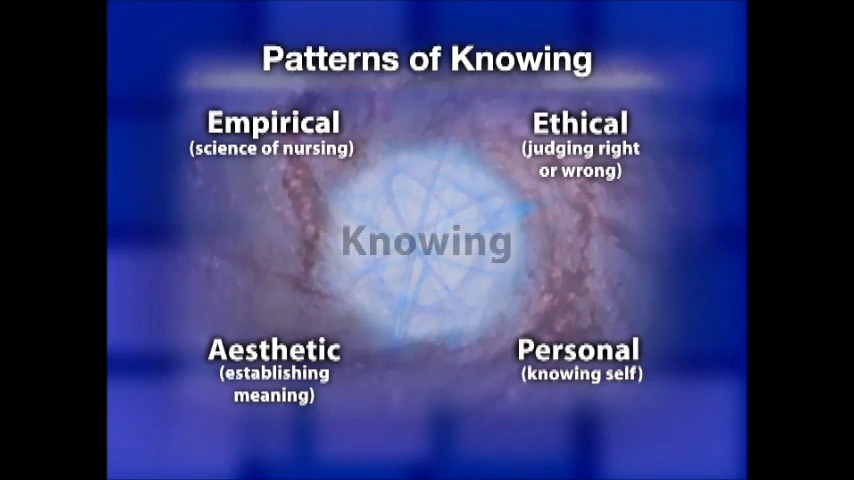 Patterns of Knowing
Empirical
(science of nursing)
Ethical
(judging right
or wrong)
Knowing
Aesthetic
(establishing
meaning)
Personal
(knowing self)